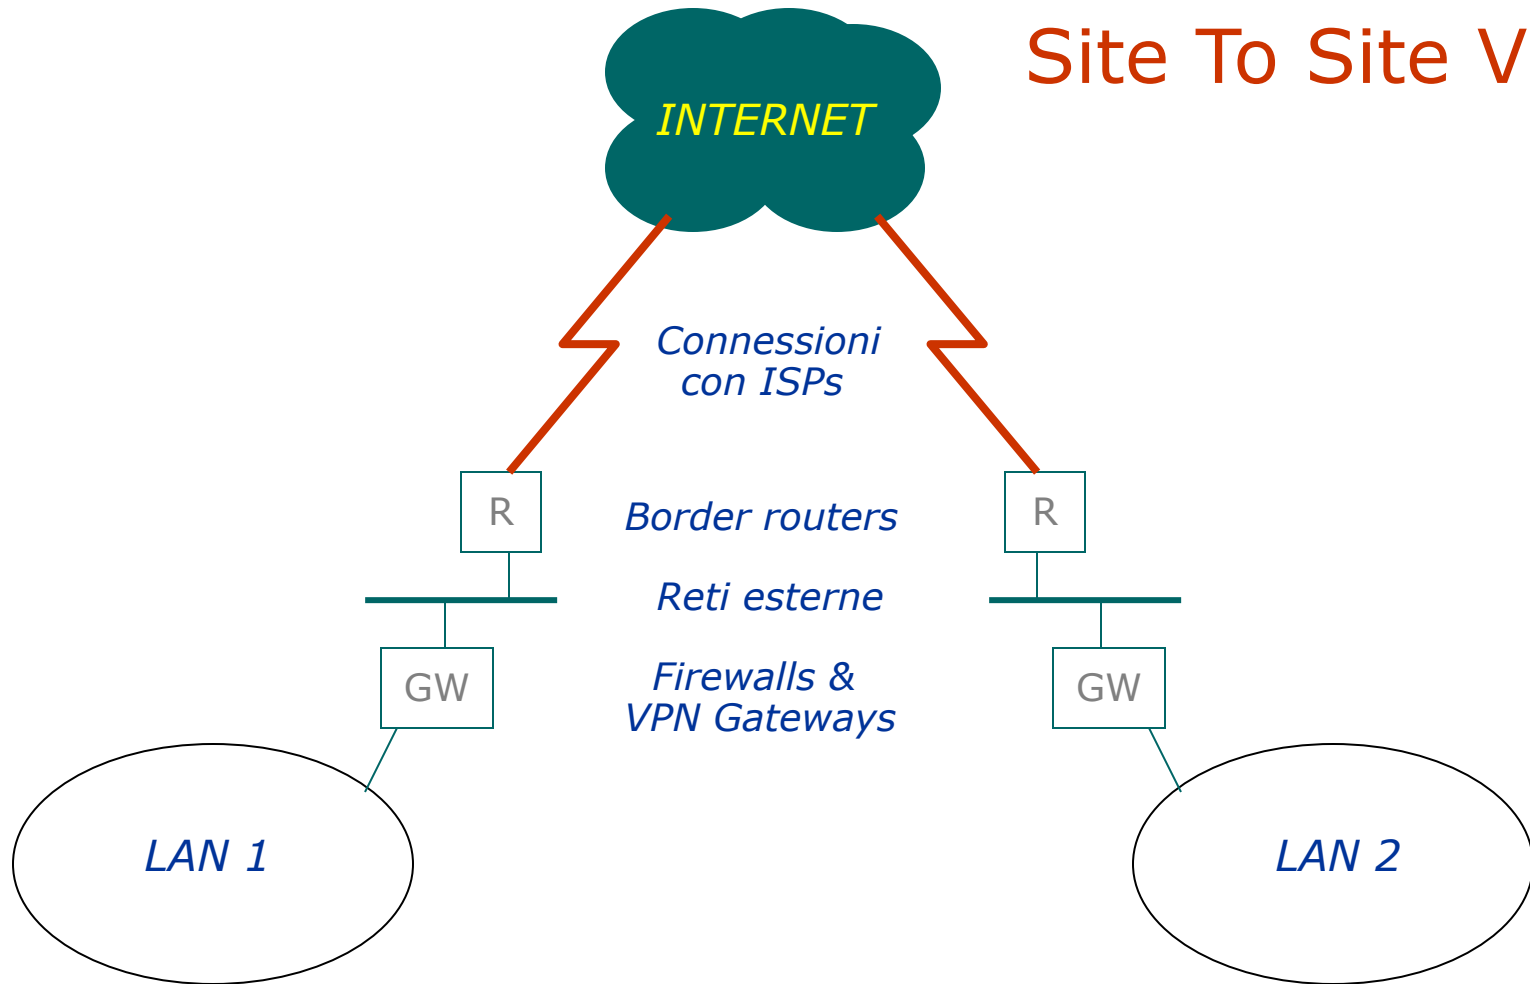 Site To Site V
INTERNET
Connessioni
con ISPs
R
Border routers
R
Reti esterne
GW
Firewalls &
VPN Gateways
GW
LAN 1
LAN 2